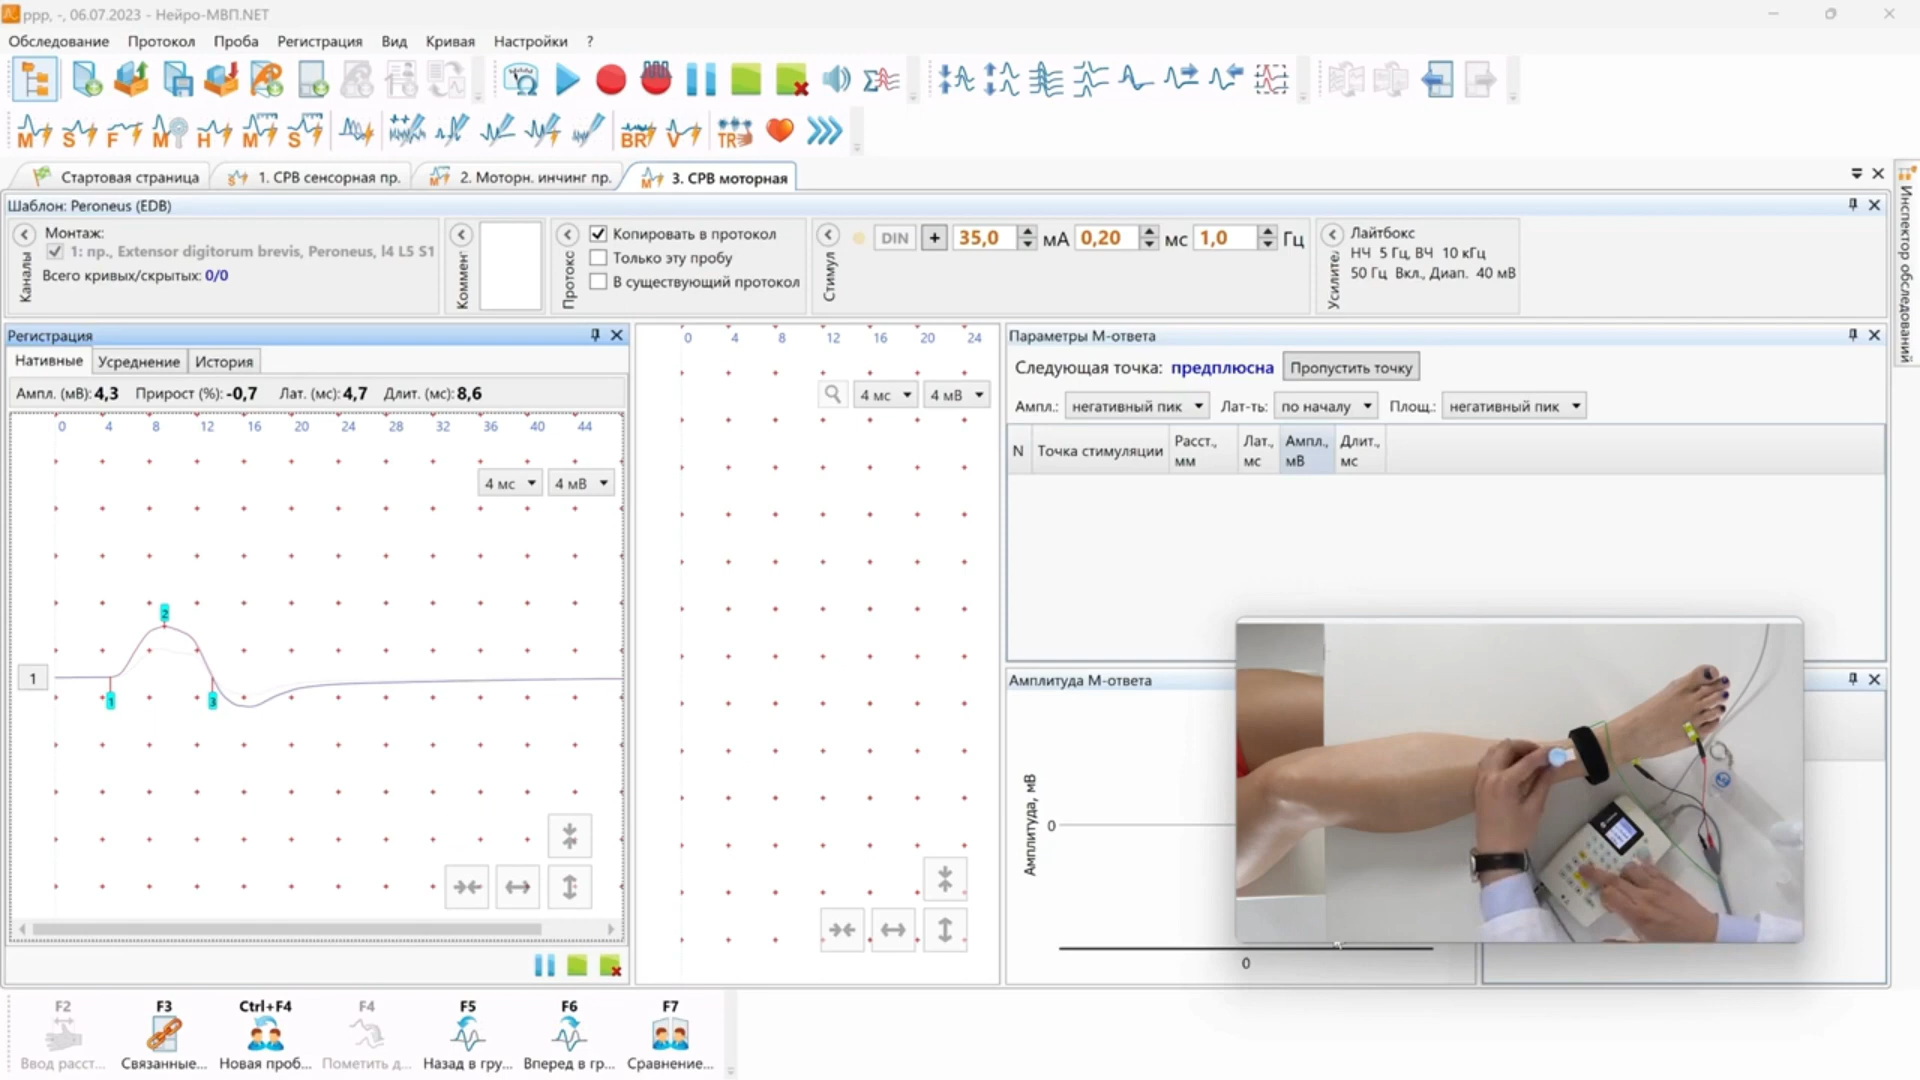 ppp, -, 06.07.2023 - Нейро-МВП.NET
Обследование Протокол Проба Регистрация Вид Кривая Настройки ?
M S F M H M S BR V TR
Стартовая страница 1. СРВ сенсорная пр. 2. Моторн. инчинг пр. 3. СРВ моторная
Шаблон: Peroneus (EDB)
Каналы
Монтаж:
1: пр., Extensor digitorum brevis, Peroneus, I4 L5 S1
Всего кривых/скрытых: 0/0
Коммент
Протокс
Копировать в протокол
Только эту пробу
В существующий протокол
Стимул
DIN + 35,0 мА 0,20 мс 1,0 Гц
Усилите
Лайтбокс
НЧ 5 Гц, ВЧ 10 кГц
50 Гц Вкл., Диап. 40 мВ
Инспектор обследований
Регистрация
Нативные Усреднение История
Ампл. (мВ): 4,3 Прирост (%): -0,7 Лат. (мс): 4,7 Длит. (мс): 8,6
0 4 8 12 16 20 24 28 32 36 40 44
4 мс 4 мВ
2
1
1 3
0 4 8 12 16 20 24
4 мс 4 мВ
Параметры М-ответа
Следующая точка: предплюсна Пропустить точку
Ампл.: негативный пик Лат-ть: по началу Площ.: негативный пик
N Точка стимуляции Расст., мм Лат., мс Ампл., мВ Длит., мс
Амплитуда М-ответа
Амплитуда, мВ
0
0
F2 F3 Ctrl+F4 F4 F5 F6 F7
Ввод расст... Связанные... Новая проб... Пометить д... Назад в гру... Вперед в гр... Сравнение...